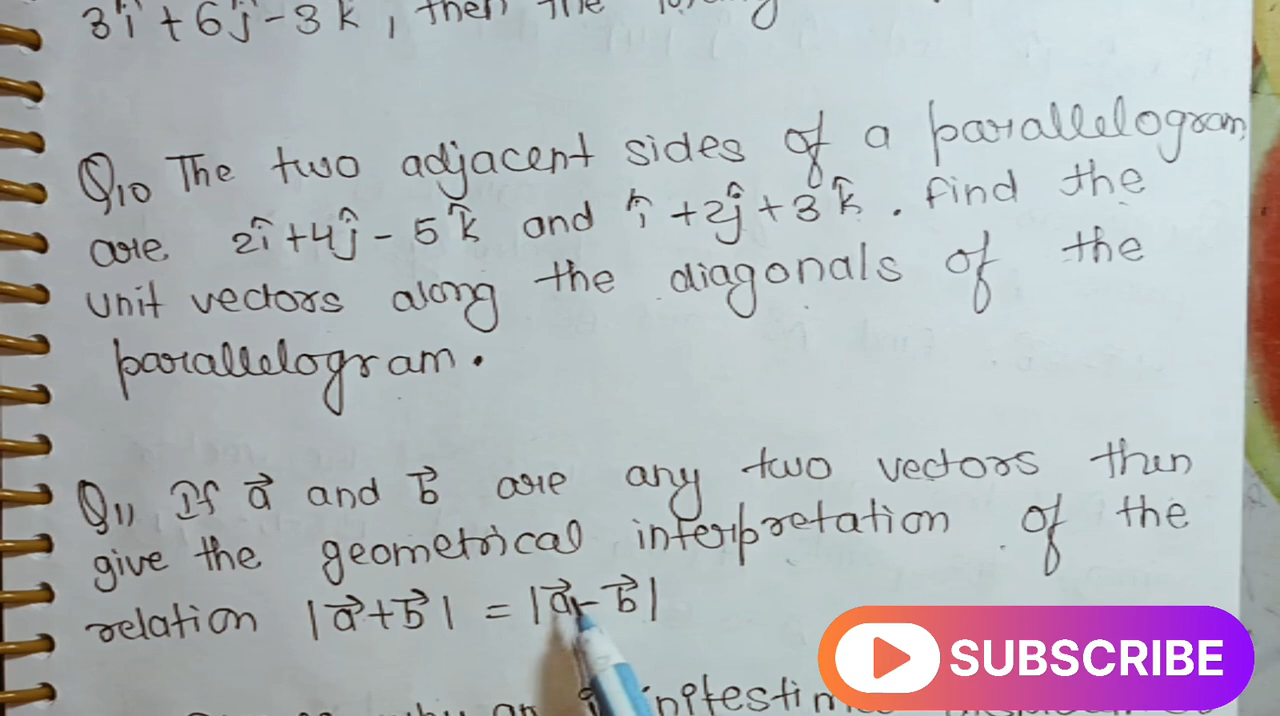 3î + 6ĵ - 3k̂, then the
Q10 The two adjacent sides of a parallelogram
are 2î + 4ĵ - 5k̂ and î + 2ĵ + 3k̂. find the
unit vectors along the diagonals of the
parallelogram.
Q11 If a⃗ and b⃗ are any two vectors then
give the geometrical interpretation of the
relation |a⃗ + b⃗| = |a⃗ - b⃗|
SUBSCRIBE